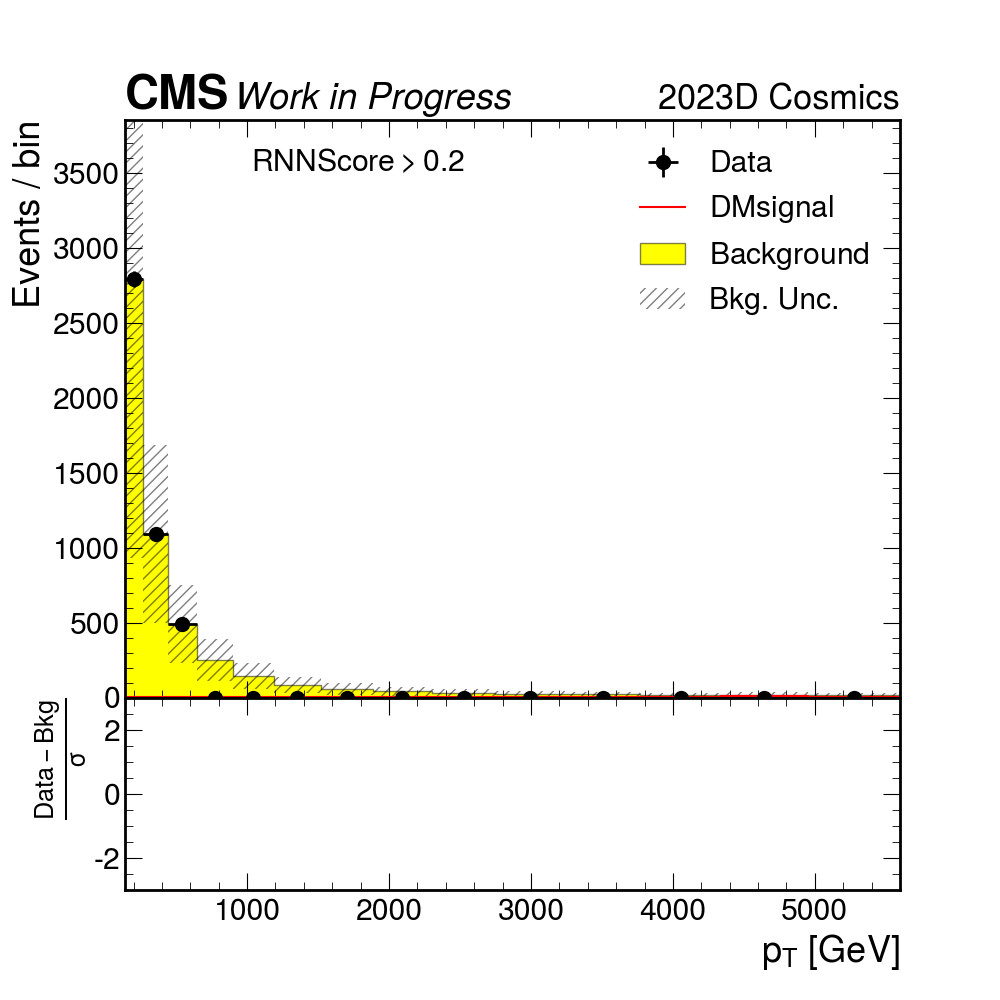 CMS Work in Progress 2023D Cosmics
Events / bin
RNNScore > 0.2
Data
DMsignal
Background
Bkg. Unc.
3500
3000
2500
2000
1500
1000
500
0
Data – Bkg
σ
2
0
-2
1000 2000 3000 4000 5000
pT [GeV]